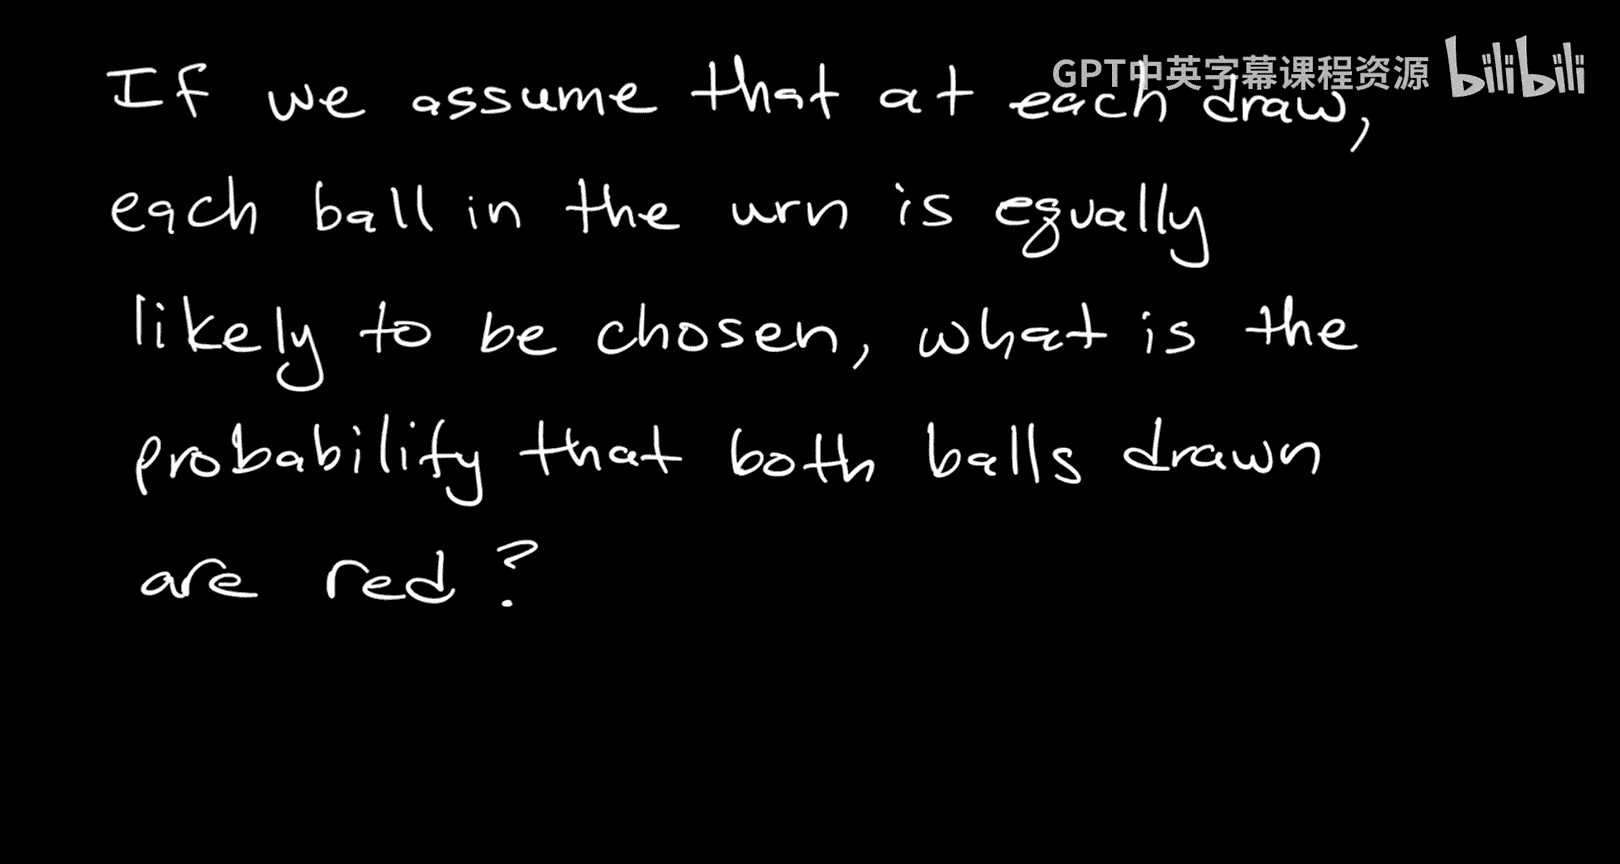 GPT中英字幕课程资源 bilibili
If we assume that at each draw,
each ball in the urn is equally
likely to be chosen, what is the
probability that both balls drawn
are red?